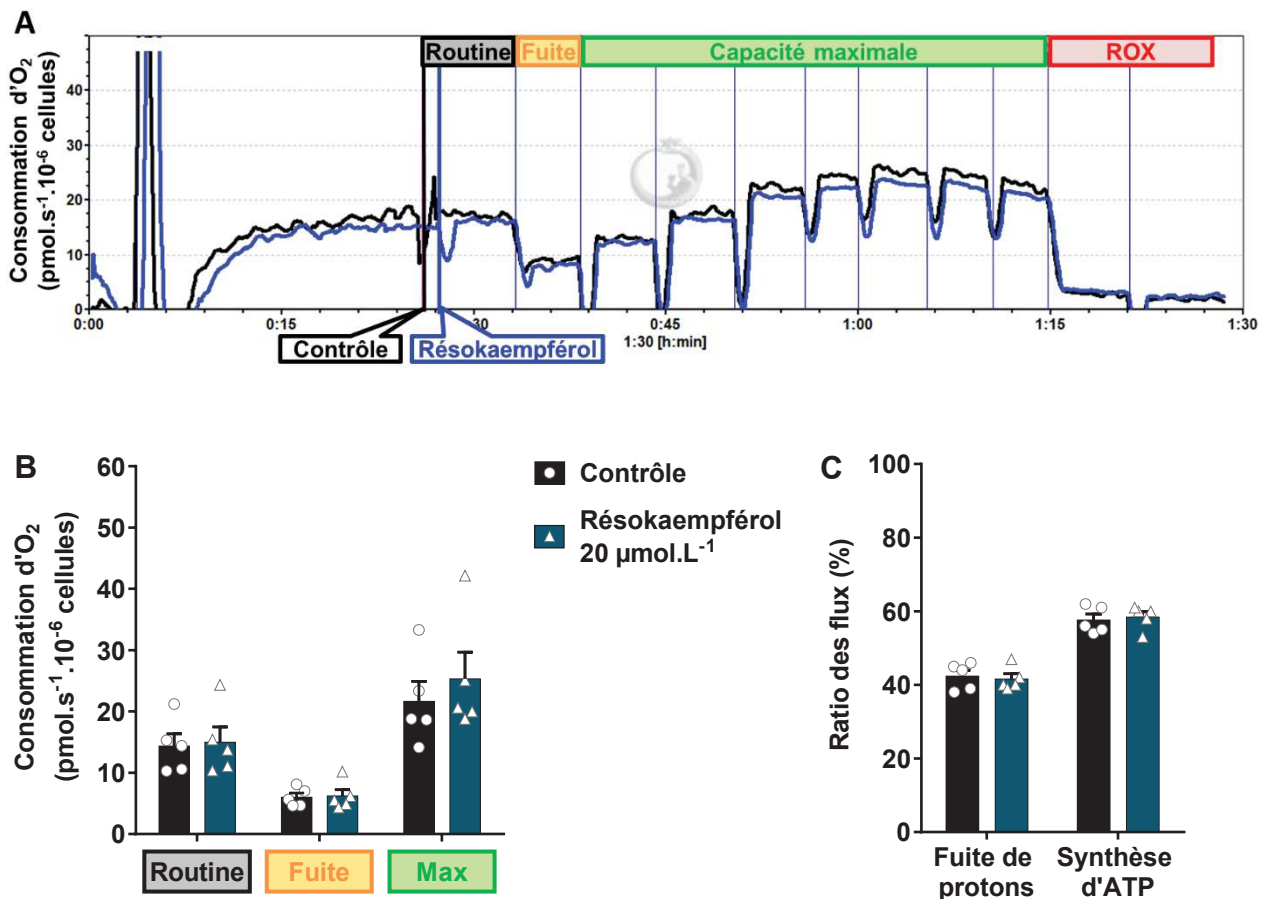 A
Consommation d'O2
(pmol.s-1.10-6 cellules)
Routine
Fuite
Capacité maximale
ROX
50
40
30
20
10
0
0:00
0:15
30
0:45
1:00
1:15
1:30
1:30 [h:min]
Contrôle
Résokaempférol
B
Consommation d'O2
(pmol.s-1.10-6 cellules)
60
50
40
30
20
10
0
Routine
Fuite
Max
Contrôle
Résokaempférol
20 µmol.L-1
C
Ratio des flux (%)
100
80
60
40
20
0
Fuite de
protons
Synthèse
d'ATP